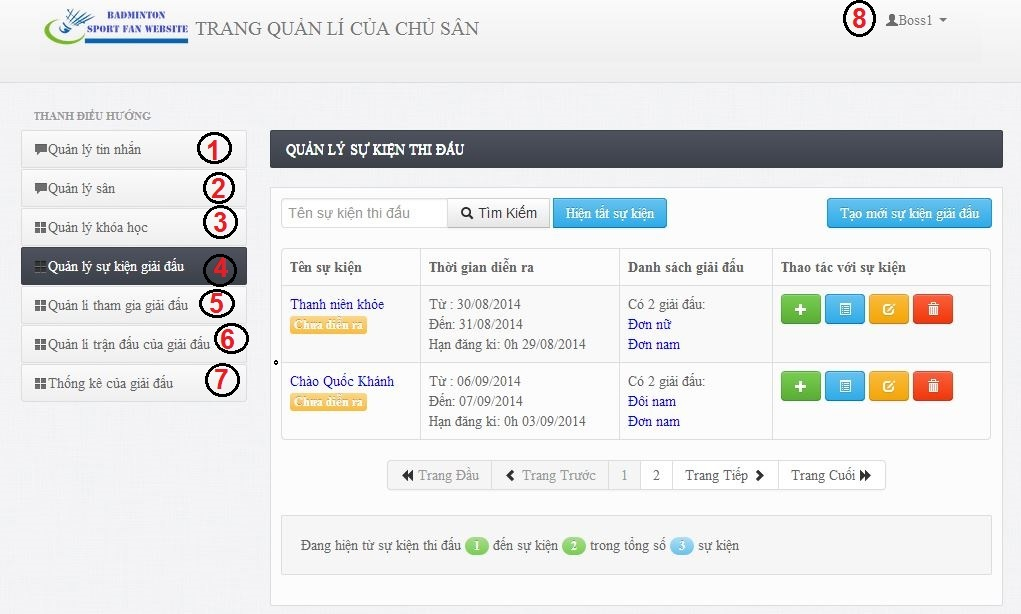 BADMINTON
SPORT FAN WEBSITE
TRANG QUẢN LÍ CỦA CHỦ SÂN
8
Boss1
THANH ĐIỀU HƯỚNG
Quản lý tin nhắn 1
Quản lý sân 2
Quản lý khóa học 3
Quản lý sự kiện giải đấu 4
Quản lí tham gia giải đấu 5
Quản lí trận đấu của giải đấu 6
Thống kê của giải đấu 7
QUẢN LÝ SỰ KIỆN THI ĐẤU
Tên sự kiện thi đấu Tìm Kiếm Hiện tất sự kiện Tạo mới sự kiện giải đấu
Tên sự kiện Thời gian diễn ra Danh sách giải đấu Thao tác với sự kiện
Thanh niên khỏe
Chưa diễn ra
Từ : 30/08/2014
Đến: 31/08/2014
Hạn đăng kí: 0h 29/08/2014
Có 2 giải đấu:
Đơn nữ
Đơn nam
Chào Quốc Khánh
Chưa diễn ra
Từ : 06/09/2014
Đến: 07/09/2014
Hạn đăng kí: 0h 03/09/2014
Có 2 giải đấu:
Đôi nam
Đơn nam
Trang Đầu Trang Trước 1 2 Trang Tiếp Trang Cuối
Đang hiện từ sự kiện thi đấu 1 đến sự kiện 2 trong tổng số 3 sự kiện